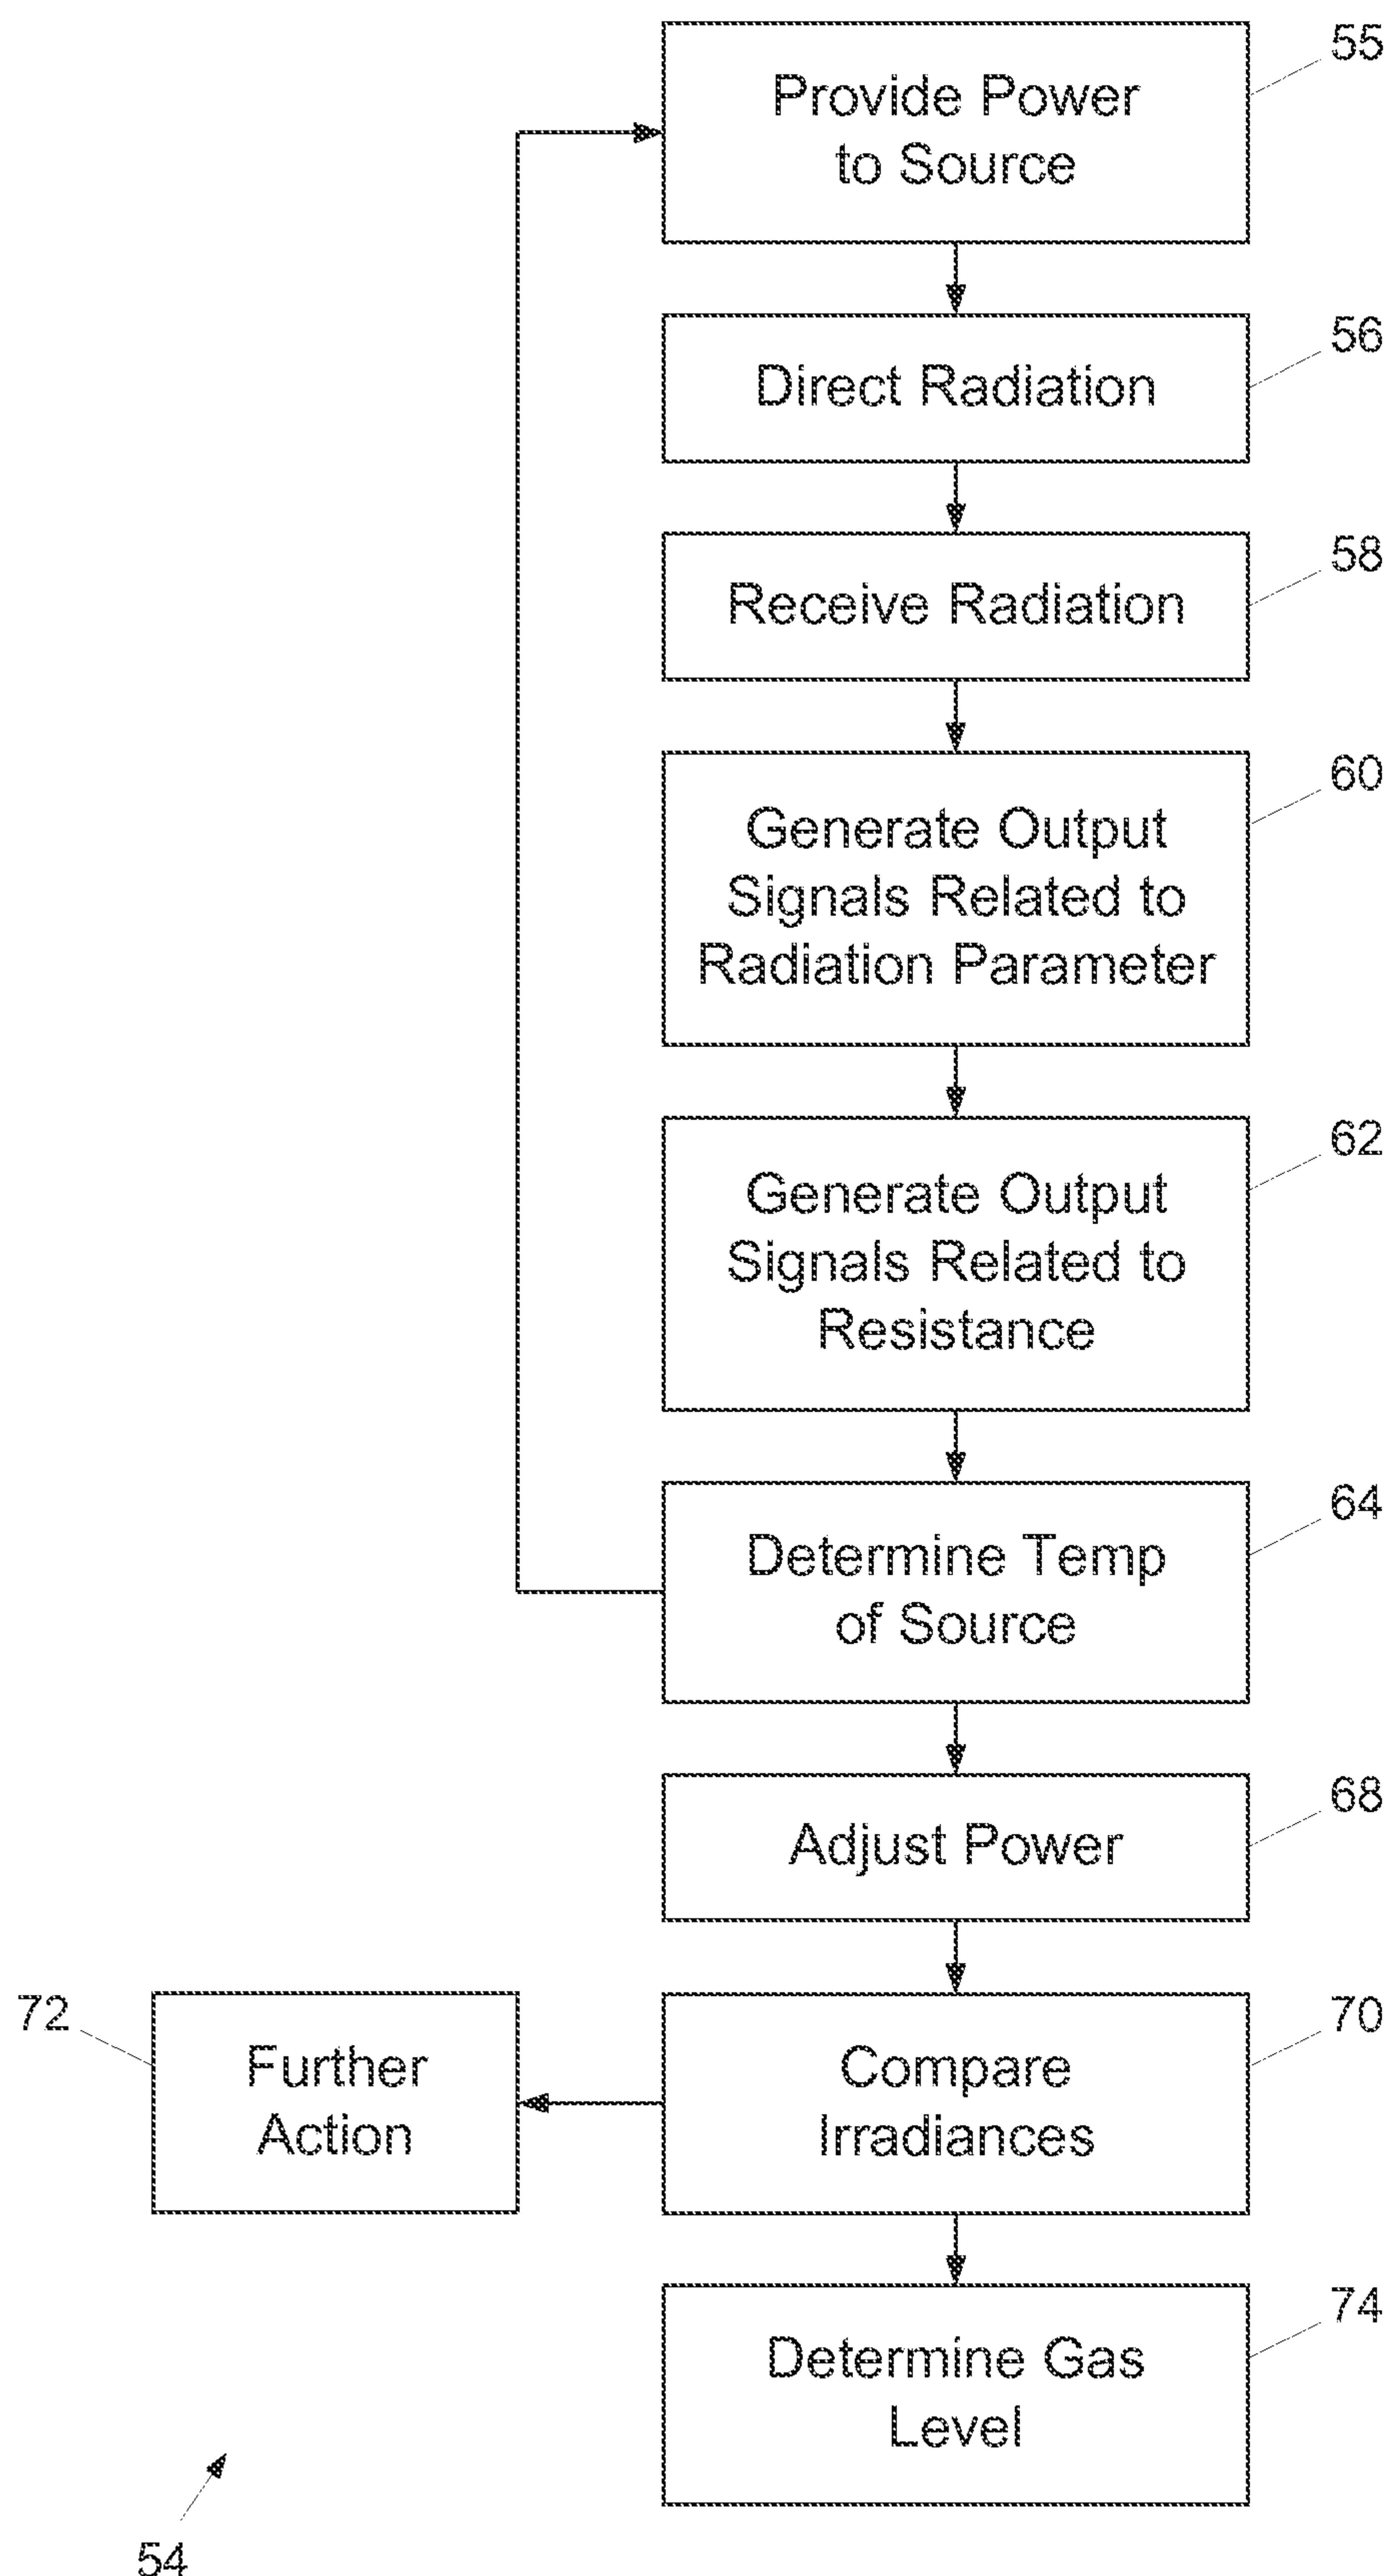 55
Provide Power
to Source
56
Direct Radiation
58
Receive Radiation
60
Generate Output
Signals Related to
Radiation Parameter
62
Generate Output
Signals Related to
Resistance
64
Determine Temp
of Source
68
Adjust Power
72
Further
Action
70
Compare
Irradiances
74
Determine Gas
Level
54